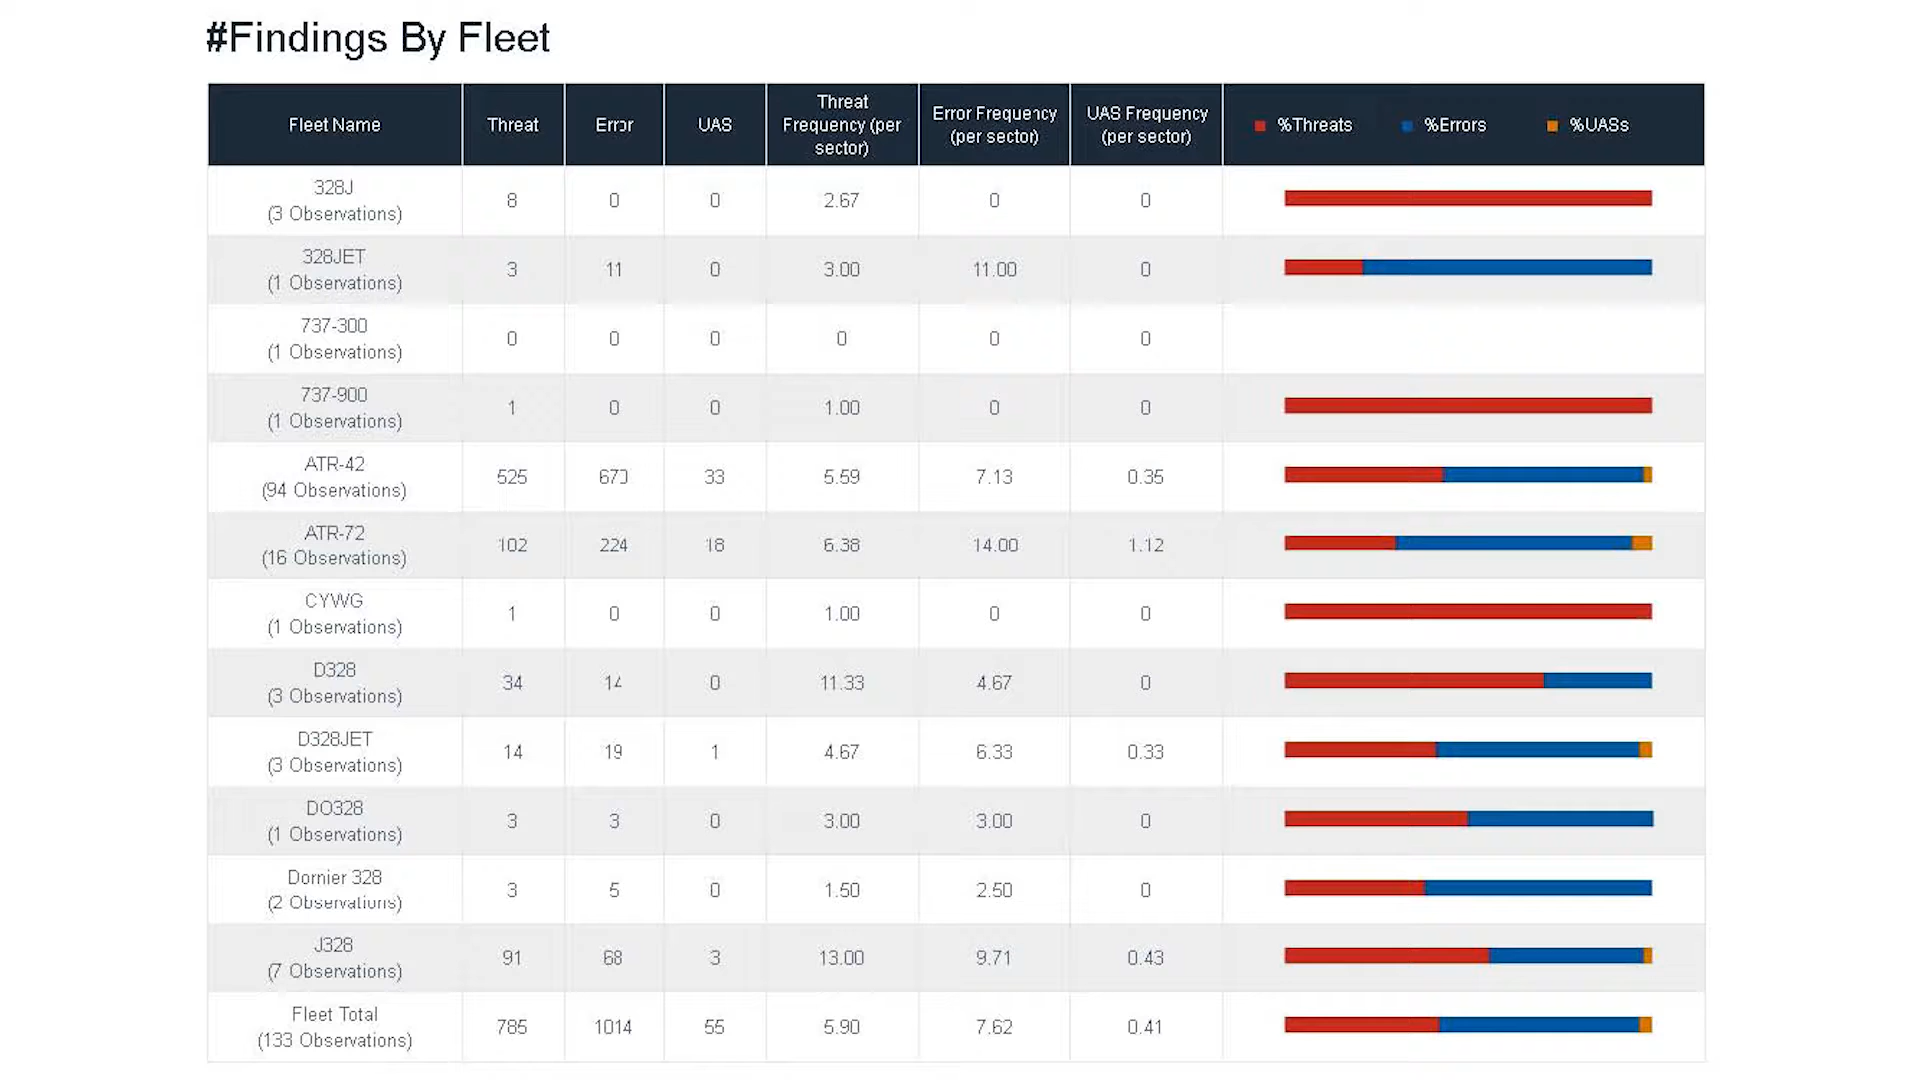 #Findings By Fleet
Fleet Name Threat Error UAS Threat Frequency (per sector) Error Frequency (per sector) UAS Frequency (per sector) %Threats %Errors %UASs
328J (3 Observations) 8 0 0 2.67 0 0
328JET (1 Observations) 3 11 0 3.00 11.00 0
737-300 (1 Observations) 0 0 0 0 0 0
737-900 (1 Observations) 1 0 0 1.00 0 0
ATR-42 (94 Observations) 525 670 33 5.59 7.13 0.35
ATR-72 (16 Observations) 102 224 18 6.38 14.00 1.12
CYWG (1 Observations) 1 0 0 1.00 0 0
D328 (3 Observations) 34 14 0 11.33 4.67 0
D328JET (3 Observations) 14 19 1 4.67 6.33 0.33
DO328 (1 Observations) 3 3 0 3.00 3.00 0
Dornier 328 (2 Observations) 3 5 0 1.50 2.50 0
J328 (7 Observations) 91 68 3 13.00 9.71 0.43
Fleet Total (133 Observations) 785 1014 55 5.90 7.62 0.41